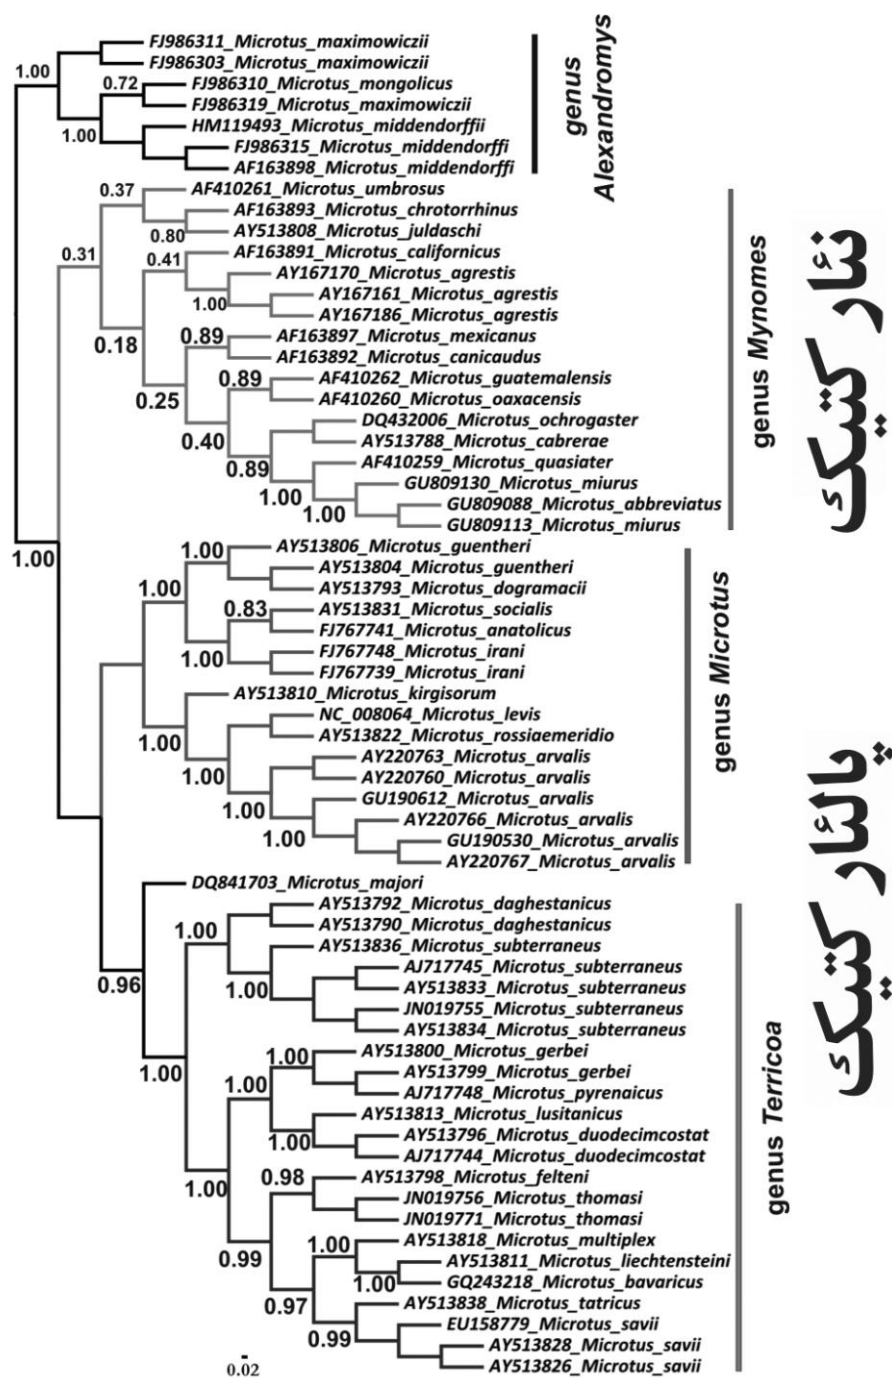 FJ986311_Microtus_maximowiczii
FJ986303_Microtus_maximowiczii
1.00
0.72
FJ986310_Microtus_mongolicus
FJ986319_Microtus_maximowiczii
HM119493_Microtus_middendorffii
1.00
FJ986315_Microtus_middendorffi
AF163898_Microtus_middendorffi
genus Alexandromys
0.37
AF410261_Microtus_umbrosus
AF163893_Microtus_chrotorrhinus
0.80
AY513808_Microtus_juldaschi
0.31
0.41
AF163891_Microtus_californicus
AY167170_Microtus_agrestis
1.00
AY167161_Microtus_agrestis
AY167186_Microtus_agrestis
0.18
0.89
AF163897_Microtus_mexicanus
AF163892_Microtus_canicaudus
0.25
0.89
AF410262_Microtus_guatemalensis
AF410260_Microtus_oaxacensis
0.40
DQ432006_Microtus_ochrogaster
AY513788_Microtus_cabrerae
0.89
AF410259_Microtus_quasiater
1.00
GU809130_Microtus_miurus
1.00
GU809088_Microtus_abbreviatus
GU809113_Microtus_miurus
genus Mynomes
نئار کتیک
1.00
1.00
AY513806_Microtus_guentheri
AY513804_Microtus_guentheri
AY513793_Microtus_dogramacii
1.00
0.83
AY513831_Microtus_socialis
FJ767741_Microtus_anatolicus
1.00
FJ767748_Microtus_irani
FJ767739_Microtus_irani
AY513810_Microtus_kirgisorum
1.00
NC_008064_Microtus_levis
AY513822_Microtus_rossiaemeridio
1.00
AY220763_Microtus_arvalis
AY220760_Microtus_arvalis
GU190612_Microtus_arvalis
1.00
AY220766_Microtus_arvalis
GU190530_Microtus_arvalis
AY220767_Microtus_arvalis
genus Microtus
پالئار کتیک
DQ841703_Microtus_majori
0.96
1.00
AY513792_Microtus_daghestanicus
AY513790_Microtus_daghestanicus
AY513836_Microtus_subterraneus
1.00
AJ717745_Microtus_subterraneus
AY513833_Microtus_subterraneus
JN019755_Microtus_subterraneus
AY513834_Microtus_subterraneus
1.00
1.00
1.00
AY513800_Microtus_gerbei
AY513799_Microtus_gerbei
AJ717748_Microtus_pyrenaicus
1.00
AY513813_Microtus_lusitanicus
AY513796_Microtus_duodecimcostat
AJ717744_Microtus_duodecimcostat
1.00
0.98
AY513798_Microtus_felteni
JN019756_Microtus_thomasi
JN019771_Microtus_thomasi
0.99
1.00
AY513818_Microtus_multiplex
AY513811_Microtus_liechtensteini
1.00
GQ243218_Microtus_bavaricus
0.97
AY513838_Microtus_tatricus
0.99
EU158779_Microtus_savii
AY513828_Microtus_savii
AY513826_Microtus_savii
genus Terricoa
0.02